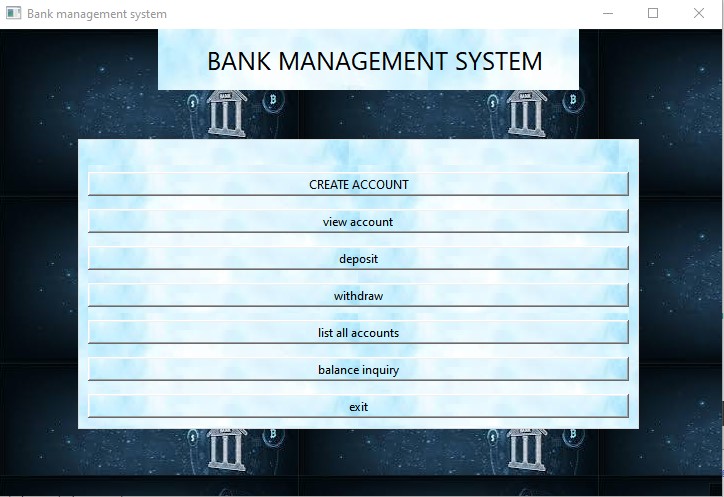 Bank management system
BANK MANAGEMENT SYSTEM
CREATE ACCOUNT
view account
deposit
withdraw
list all accounts
balance inquiry
exit